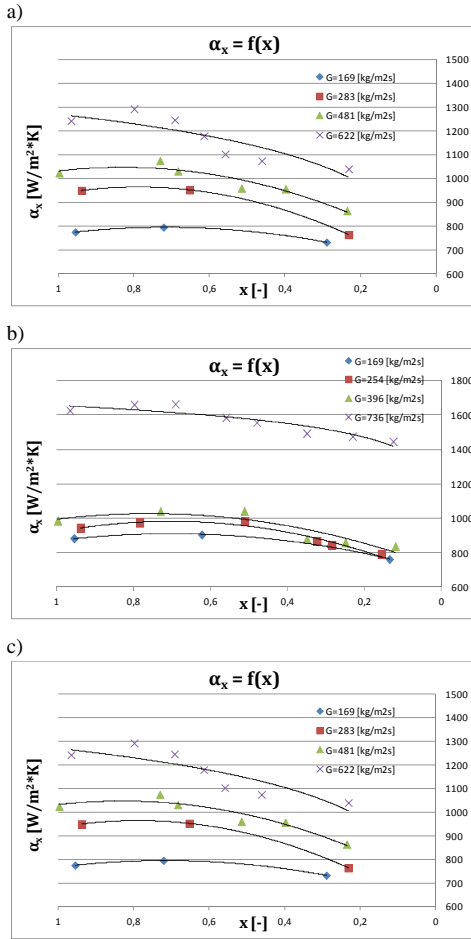 a)
αₓ = f(x)
1500
1400
1300
1200
1100
1000
900
800
700
600
αₓ [W/m²*K]
G=169 [kg/m2s]
G=283 [kg/m2s]
G=481 [kg/m2s]
G=622 [kg/m2s]
1 0,8 0,6 0,4 0,2 0
x [-]
b)
αₓ = f(x)
1800
1600
1400
1200
1000
800
600
αₓ [W/m²*K]
G=169 [kg/m2s]
G=254 [kg/m2s]
G=396 [kg/m2s]
G=736 [kg/m2s]
1 0,8 0,6 0,4 0,2 0
x [-]
c)
αₓ = f(x)
1500
1400
1300
1200
1100
1000
900
800
700
600
αₓ [W/m²*K]
G=169 [kg/m2s]
G=283 [kg/m2s]
G=481 [kg/m2s]
G=622 [kg/m2s]
1 0,8 0,6 0,4 0,2 0
x [-]